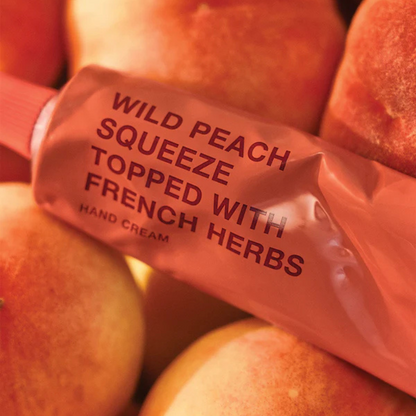 WILD PEACH
SQUEEZE
TOPPED WITH
FRENCH HERBS
HAND CREAM